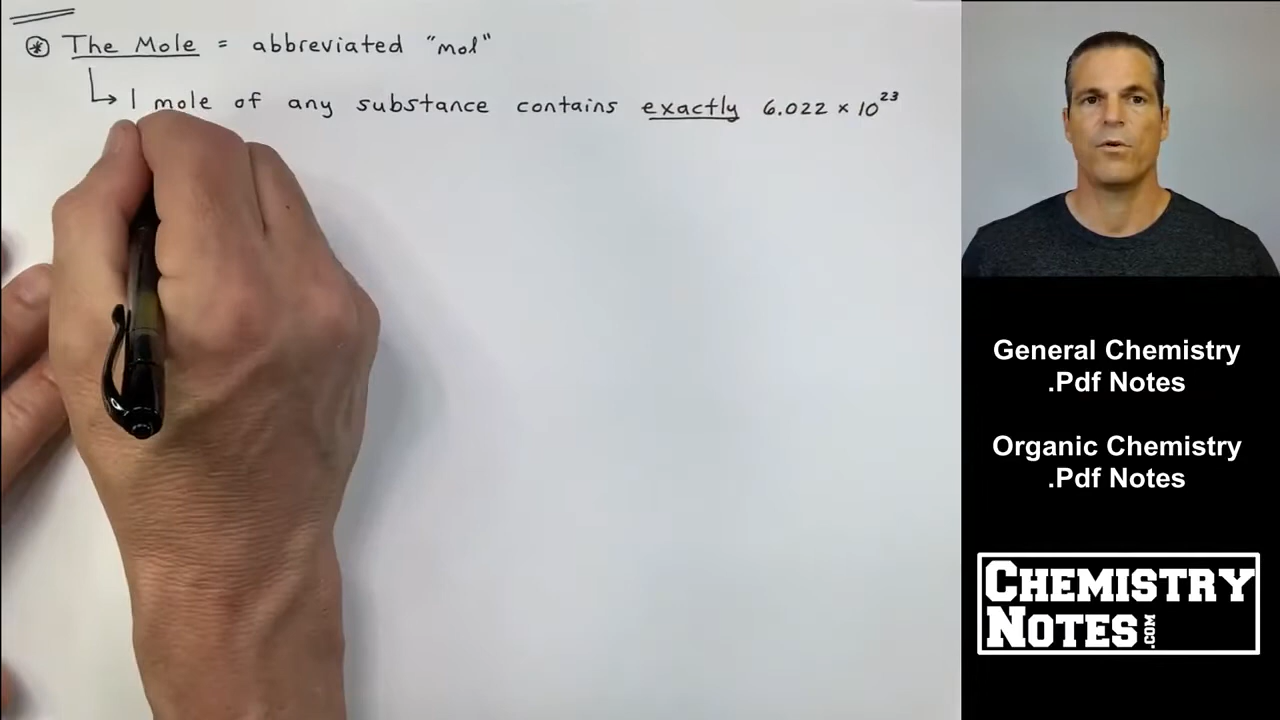 The Mole = abbreviated "mol"
1 mole of any substance contains exactly 6.022 × 10²³
General Chemistry
.Pdf Notes
Organic Chemistry
.Pdf Notes
CHEMISTRY
NOTES.COM